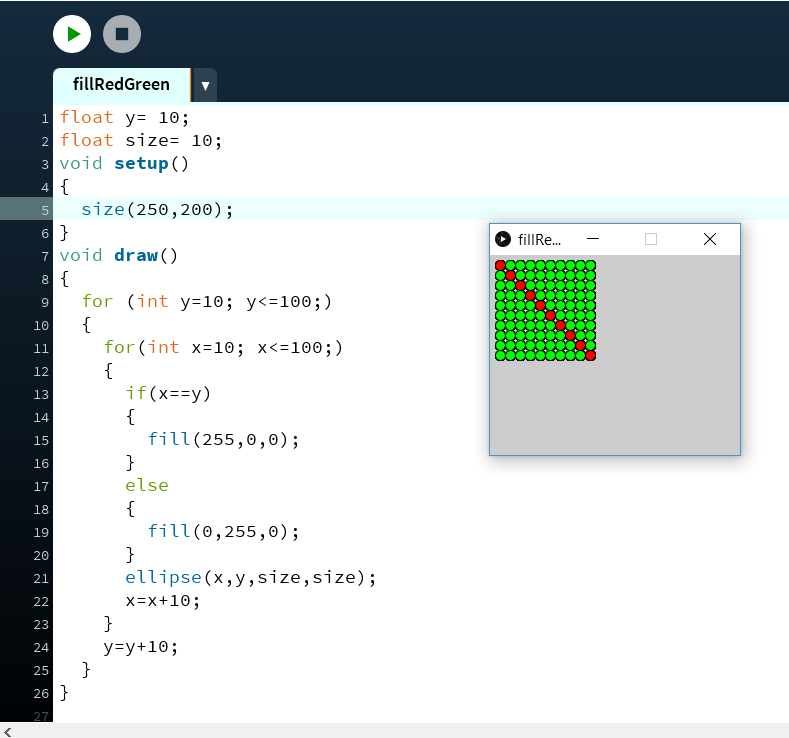 fillRedGreen
1 float y= 10;
2 float size= 10;
3 void setup()
4 {
5   size(250,200);
6 }
7 void draw()
8 {
9   for (int y=10; y<=100;)
10   {
11     for(int x=10; x<=100;)
12     {
13       if(x==y)
14       {
15         fill(255,0,0);
16       }
17       else
18       {
19         fill(0,255,0);
20       }
21       ellipse(x,y,size,size);
22       x=x+10;
23     }
24     y=y+10;
25   }
26 }
27
fillRe...